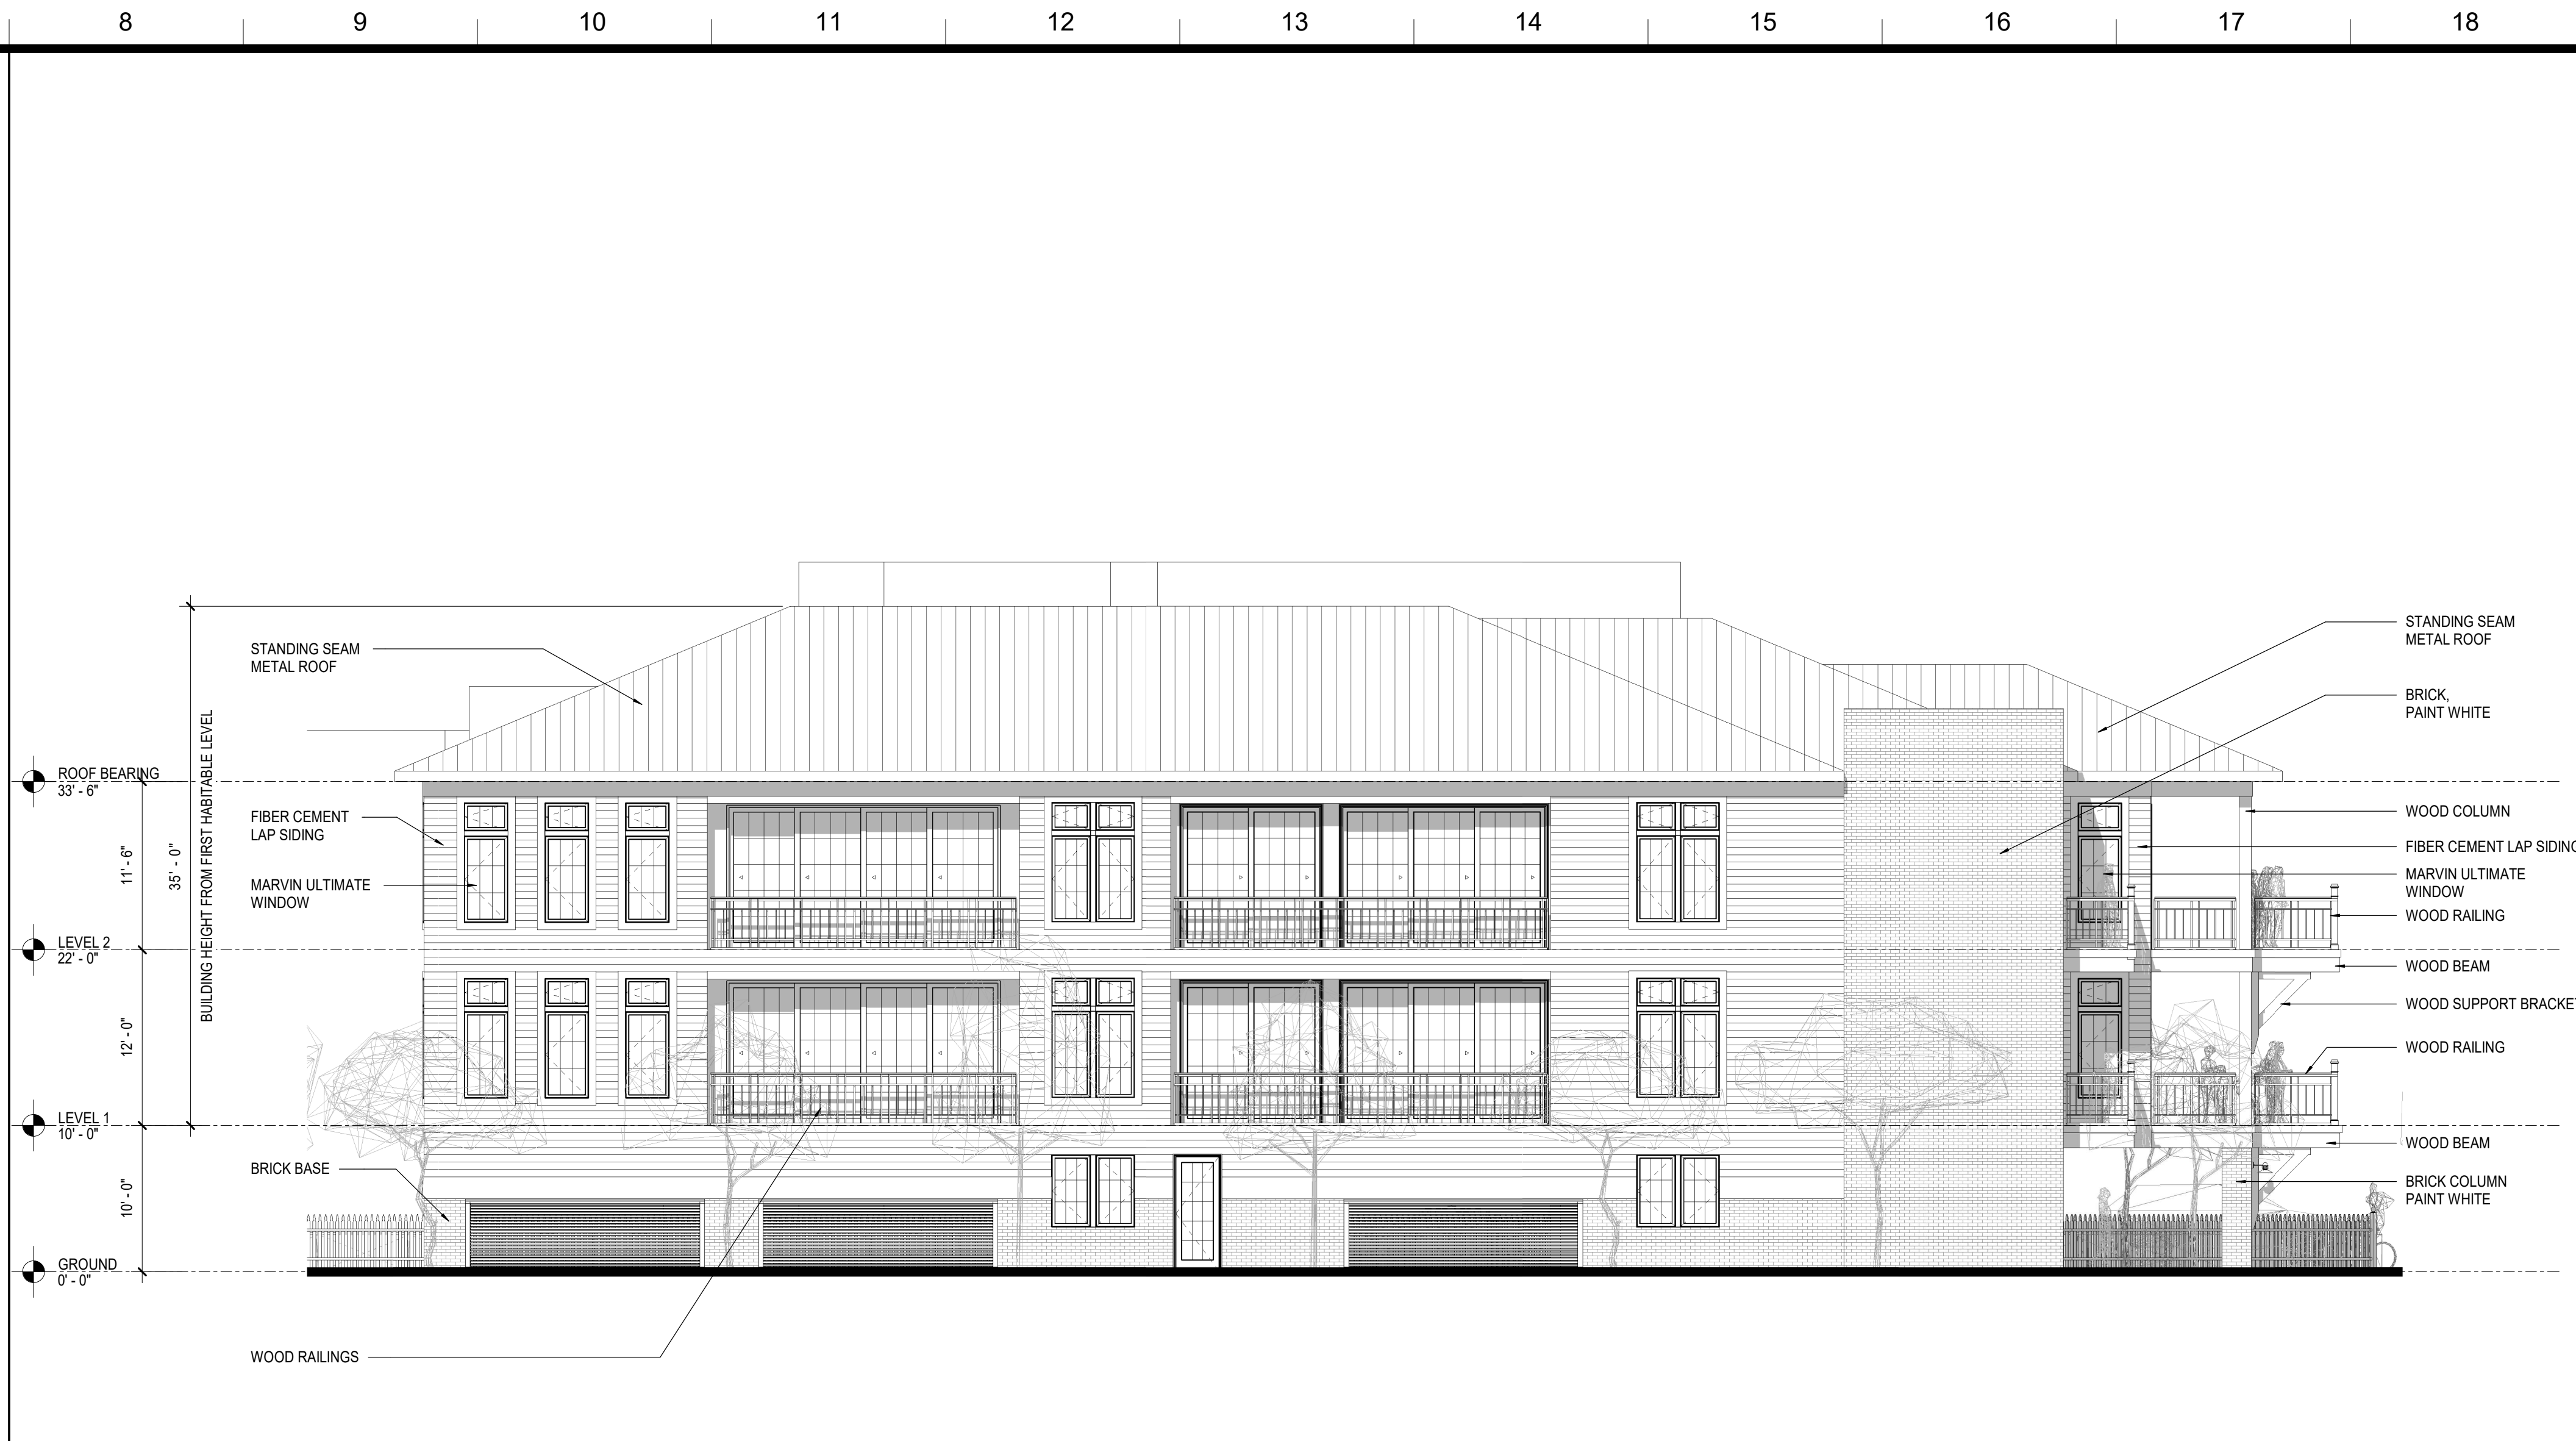 8
9
10
11
12
13
14
15
16
17
18
STANDING SEAM
METAL ROOF
ROOF BEARING
33' - 6"
FIBER CEMENT
LAP SIDING
MARVIN ULTIMATE
WINDOW
11' - 6"
35' - 0"
BUILDING HEIGHT FROM FIRST HABITABLE LEVEL
LEVEL 2
22' - 0"
12' - 0"
LEVEL 1
10' - 0"
BRICK BASE
10' - 0"
GROUND
0' - 0"
WOOD RAILINGS
STANDING SEAM
METAL ROOF
BRICK,
PAINT WHITE
WOOD COLUMN
FIBER CEMENT LAP SIDING
MARVIN ULTIMATE
WINDOW
WOOD RAILING
WOOD BEAM
WOOD SUPPORT BRACKET
WOOD RAILING
WOOD BEAM
BRICK COLUMN
PAINT WHITE